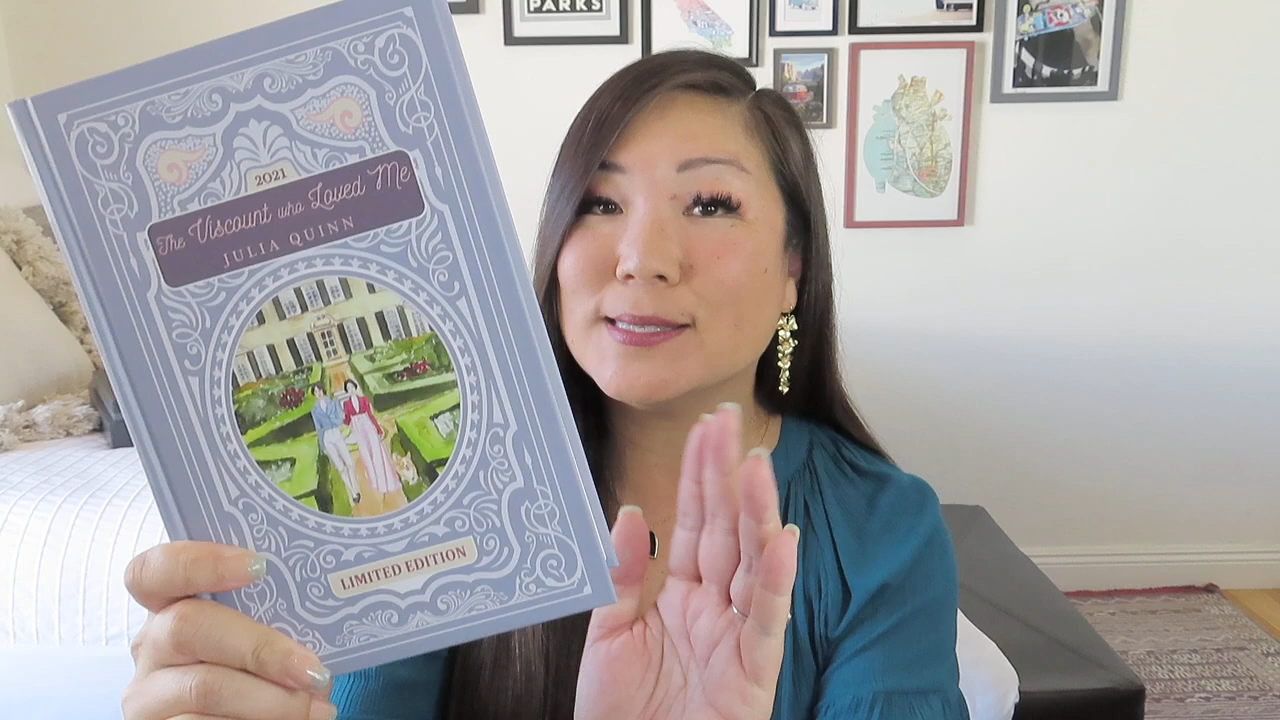 PARKS
2021
The Viscount who Loved Me
JULIA QUINN
LIMITED EDITION